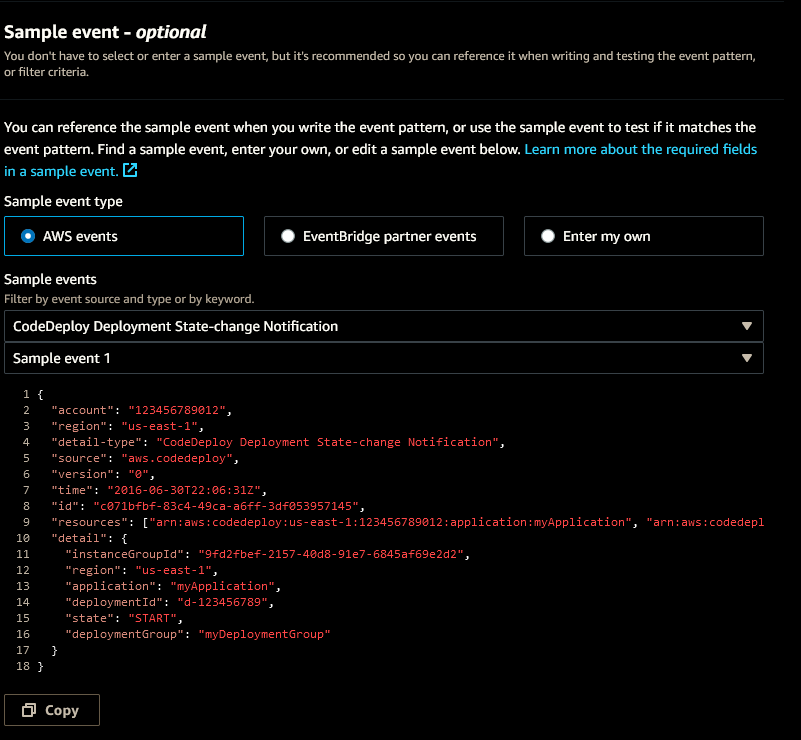 Sample event - optional
You don't have to select or enter a sample event, but it's recommended so you can reference it when writing and testing the event pattern,
or filter criteria.
You can reference the sample event when you write the event pattern, or use the sample event to test if it matches the
event pattern. Find a sample event, enter your own, or edit a sample event below. Learn more about the required fields
in a sample event.
Sample event type
AWS events
EventBridge partner events
Enter my own
Sample events
Filter by event source and type or by keyword.
CodeDeploy Deployment State-change Notification
Sample event 1
1 {
2 "account": "123456789012",
3 "region": "us-east-1",
4 "detail-type": "CodeDeploy Deployment State-change Notification",
5 "source": "aws.codedeploy",
6 "version": "0",
7 "time": "2016-06-30T22:06:31Z",
8 "id": "c071bfbf-83c4-49ca-a6ff-3df053957145",
9 "resources": ["arn:aws:codedeploy:us-east-1:123456789012:application:myApplication", "arn:aws:codedepl
10 "detail": {
11 "instanceGroupId": "9fd2fbef-2157-40d8-91e7-6845af69e2d2",
12 "region": "us-east-1",
13 "application": "myApplication",
14 "deploymentId": "d-123456789",
15 "state": "START",
16 "deploymentGroup": "myDeploymentGroup"
17 }
18 }
Copy